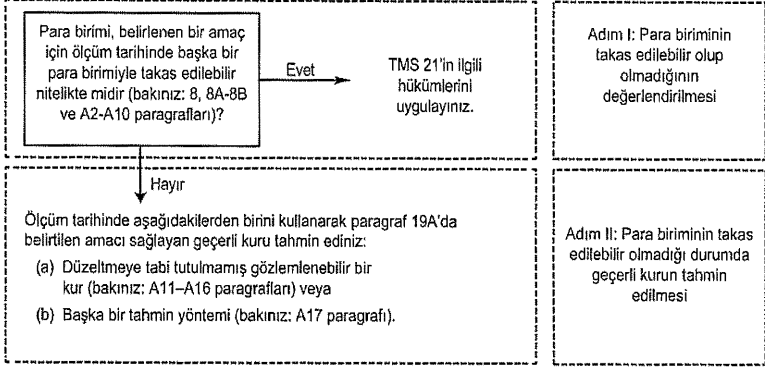 Para birimi, belirlenen bir amaç
için ölçüm tarihinde başka bir
para birimiyle takas edilebilir
nitelikte midir (bakınız: 8, 8A-8B
ve A2-A10 paragrafları)?
Evet
TMS 21'in ilgili
hükümlerini
uygulayınız.
Adım I: Para biriminin
takas edilebilir olup
olmadığının
değerlendirilmesi
Hayır
Ölçüm tarihinde aşağıdakilerden birini kullanarak paragraf 19A'da
belirtilen amacı sağlayan geçerli kuru tahmin ediniz:
(a) Düzeltmeye tabi tutulmamış gözlemlenebilir bir
kur (bakınız: A11–A16 paragrafları) veya
(b) Başka bir tahmin yöntemi (bakınız: A17 paragrafı).
Adım II: Para biriminin takas
edilebilir olmadığı durumda
geçerli kurun tahmin
edilmesi